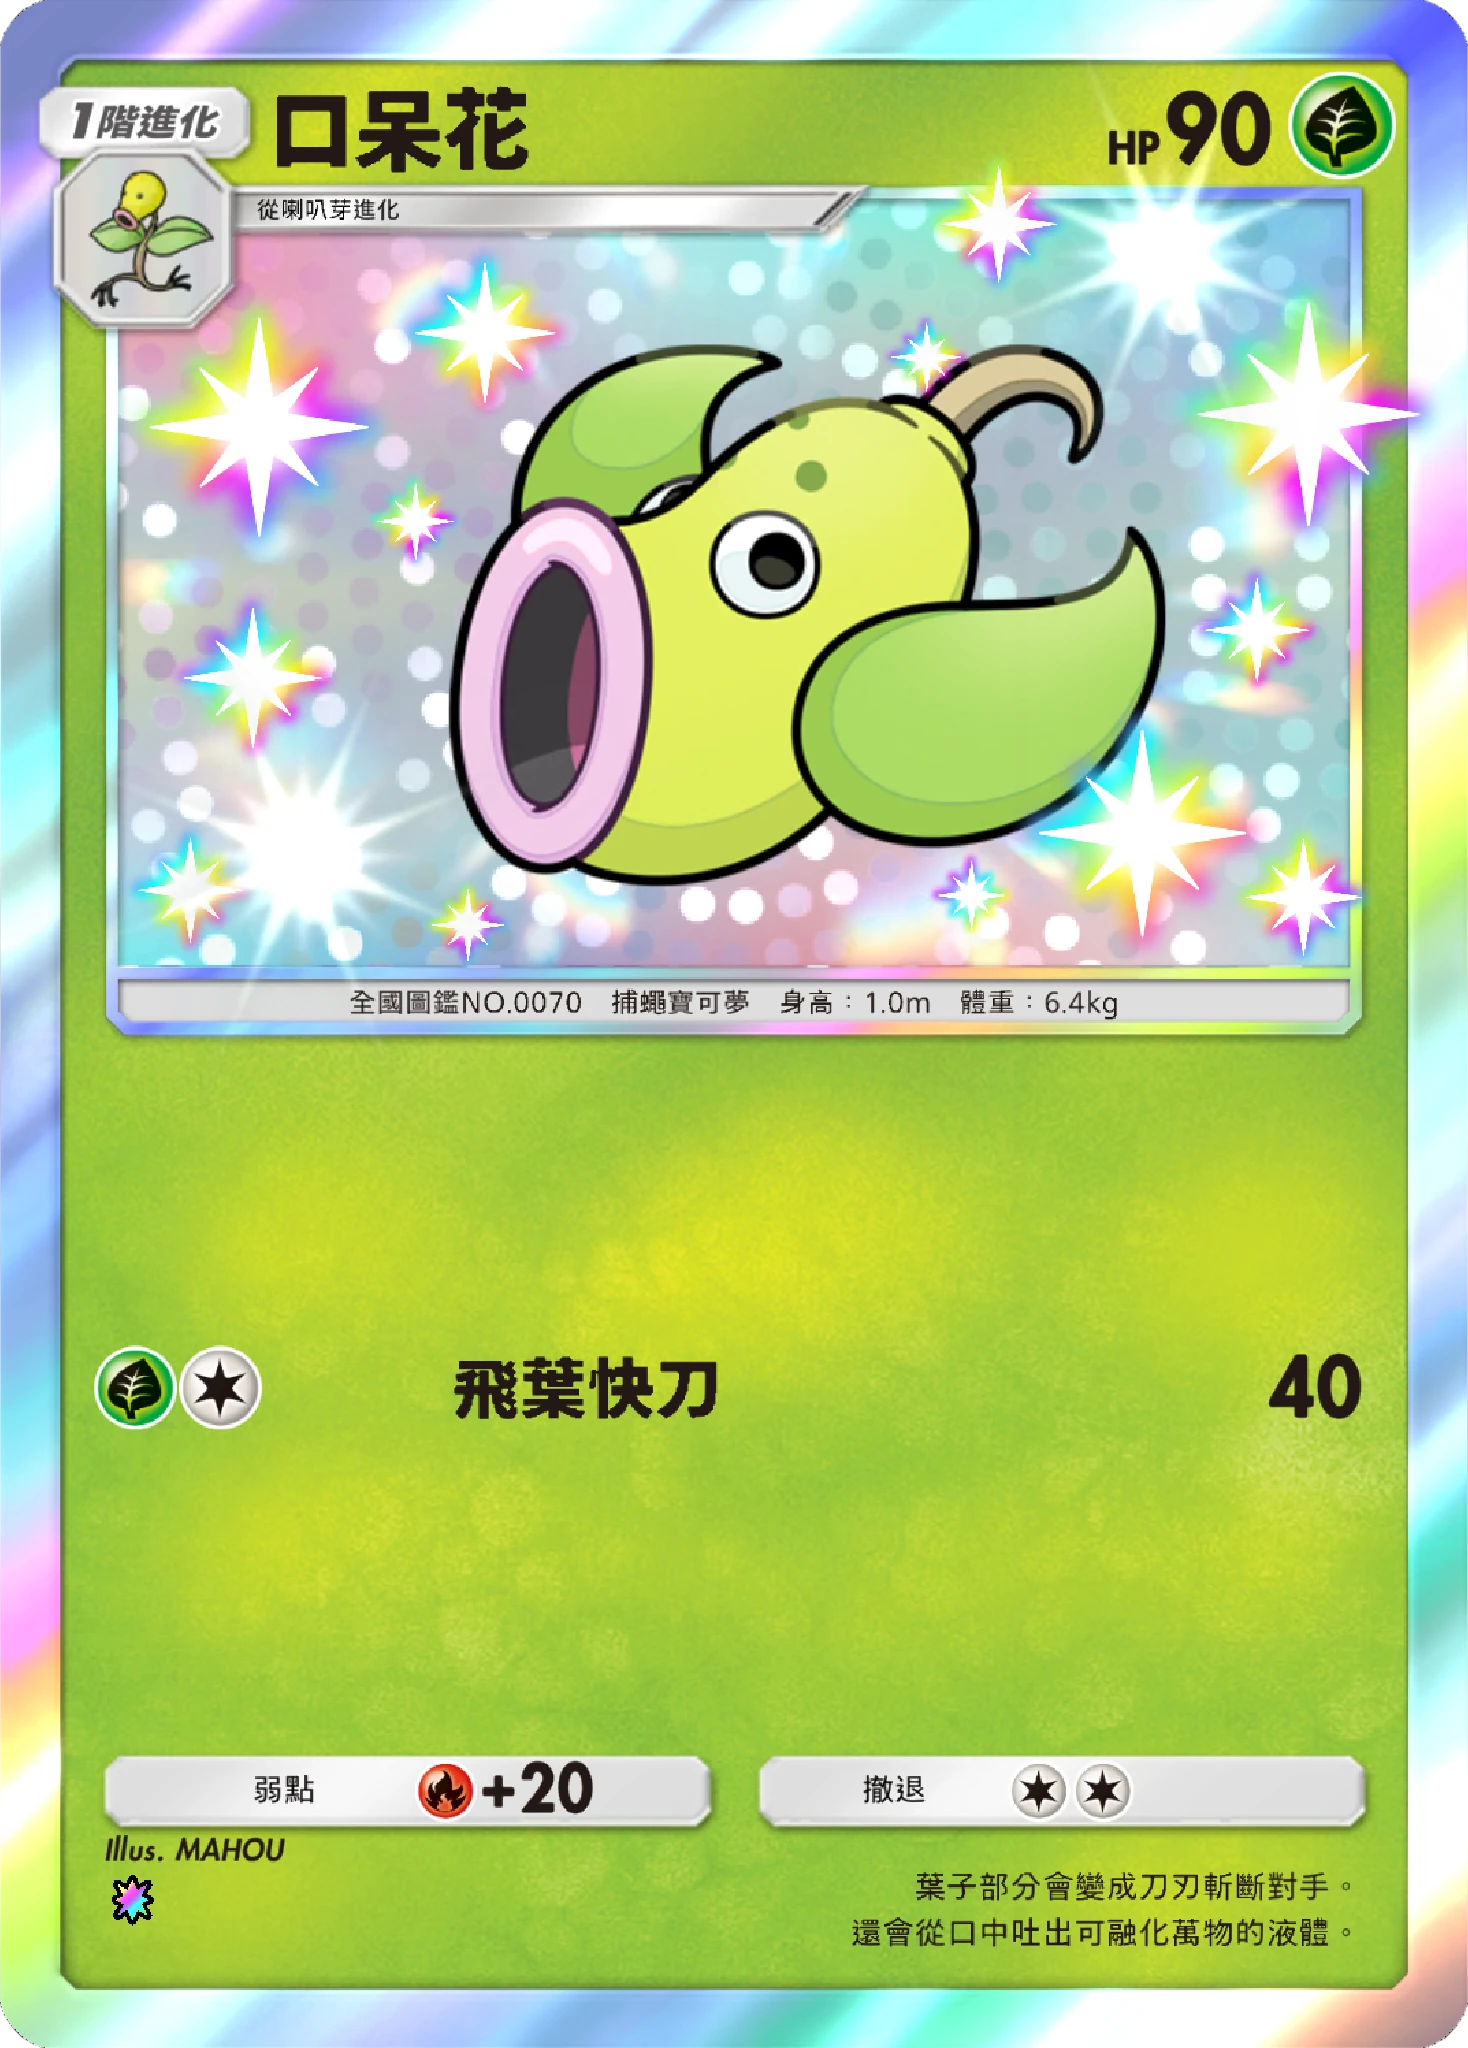 1階進化
口呆花
HP 90
從喇叭芽進化
全國圖鑑NO.0070 捕蠅寶可夢 身高：1.0m 體重：6.4kg
飛葉快刀 40
弱點 +20 撤退
Illus. MAHOU
葉子部分會變成刀刃斬斷對手。
還會從口中吐出可融化萬物的液體。